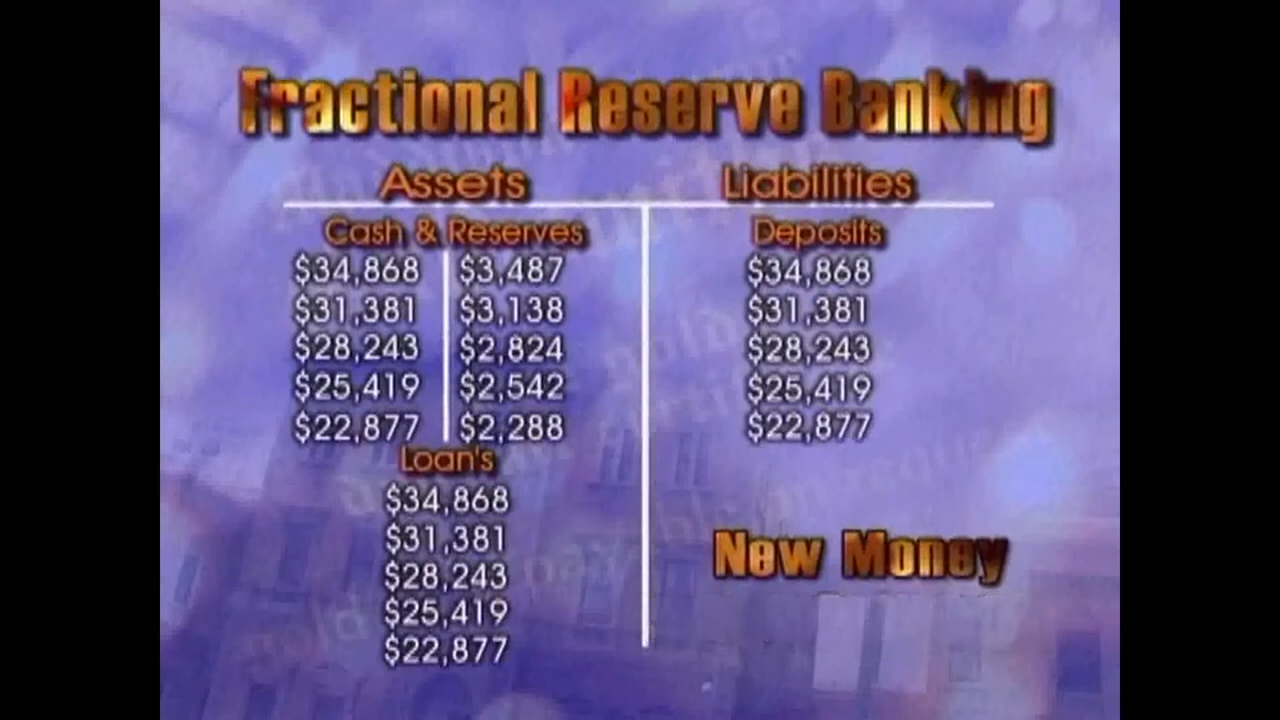 Fractional Reserve Banking
Assets Liabilities
Cash & Reserves Deposits
$34,868 $3,487 $34,868
$31,381 $3,138 $31,381
$28,243 $2,824 $28,243
$25,419 $2,542 $25,419
$22,877 $2,288 $22,877
Loan's
$34,868
$31,381
$28,243
$25,419
$22,877
New Money